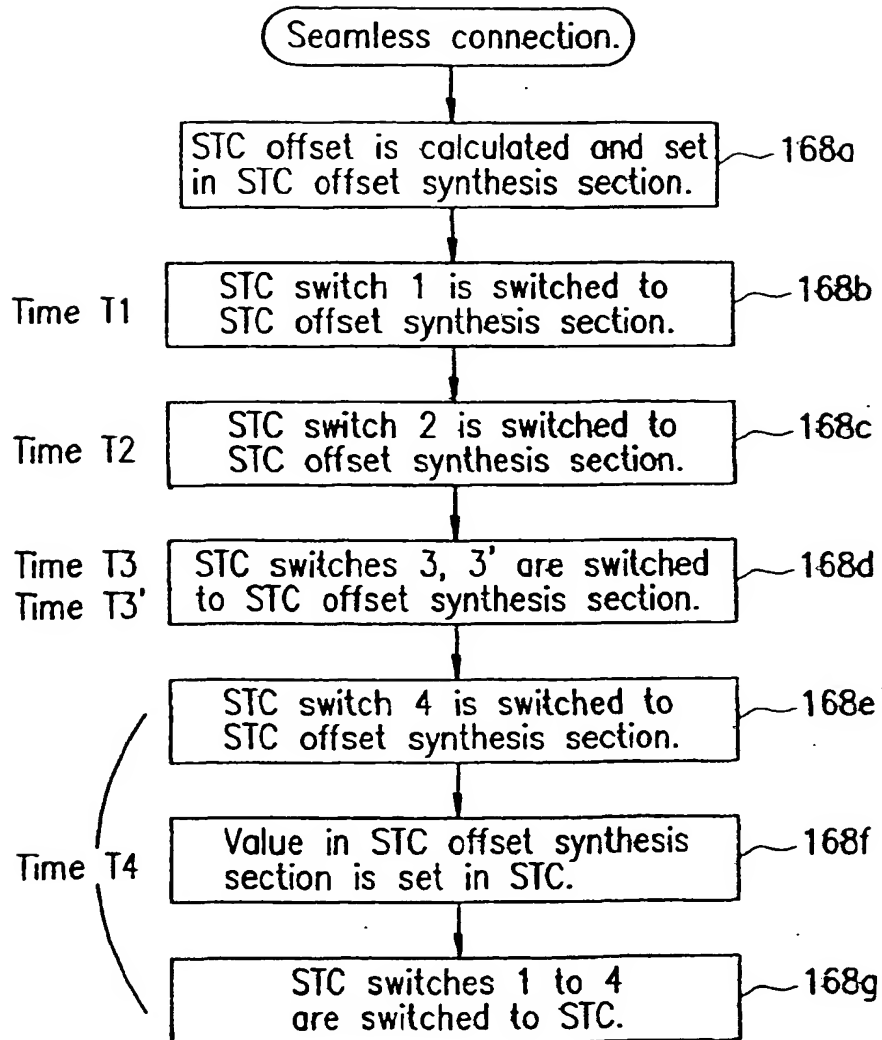 Seamless connection.
STC offset is calculated and set
in STC offset synthesis section.
168a
Time T1
STC switch 1 is switched to
STC offset synthesis section.
168b
Time T2
STC switch 2 is switched to
STC offset synthesis section.
168c
Time T3
Time T3'
STC switches 3, 3' are switched
to STC offset synthesis section.
168d
STC switch 4 is switched to
STC offset synthesis section.
168e
Time T4
Value in STC offset synthesis
section is set in STC.
168f
STC switches 1 to 4
are switched to STC.
168g